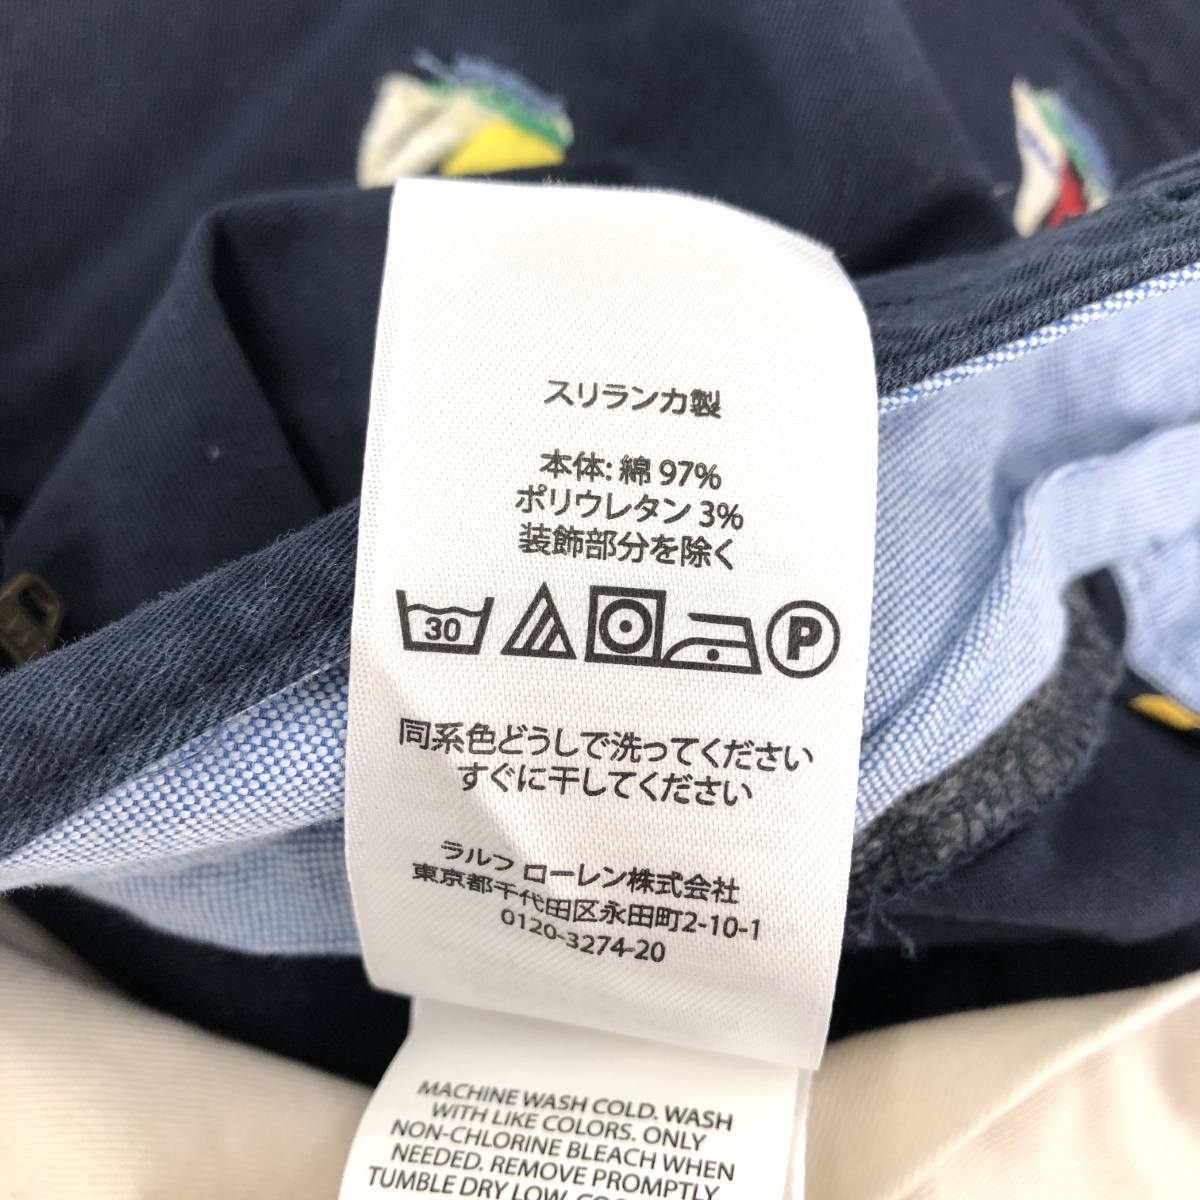 スリランカ製
本体: 綿 97%
ポリウレタン 3%
装飾部分を除く
30 P
同系色どうしで洗ってください
すぐに干してください
ラルフ ローレン株式会社
東京都千代田区永田町2-10-1
0120-3274-20
MACHINE WASH COLD. WASH
WITH LIKE COLORS. ONLY
NON-CHLORINE BLEACH WHEN
NEEDED. REMOVE PROMPTLY.
TUMBLE DRY LOW.